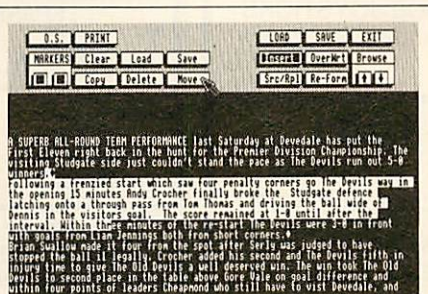 O.S. PRINT LOAD SAVE EXIT
MARKERS Clear Load Save Insert OverWrt Browse
Copy Delete Move Src/Rpl Re-Form
A SUPERB ALL-ROUND TEAM PERFORMANCE last Saturday at Devedale has put the
First Eleven right back in the hunt for the Premier Division Championship. The
visiting Studgate side just couldn't stand the pace as The Devils run out 5-0
winners.
Following a frenzied start which saw four penalty corners go The Devils way in
the opening 15 minutes Andy Crocher finally broke the Studgate defence
latching onto a through pass from Tom Thomas and driving the ball wide of
Dennis in the visitors goal. The score remained at 1-0 until after the
interval. Within three minutes of the re-start The Devils were 3-0 in front
with goals from Liam Jennings, both from short corners.
Brian Swallow made it four from the spot after Serly was judged to have
stopped the ball illegally. Crocher added his second and The Devils fifth in
injury time to give The Old Devils a well deserved win. The win took The Old
Devils to second place in the table above Gore Vale on goal difference and
within four points of leaders Cheapmond who still have to visit Devedale, and